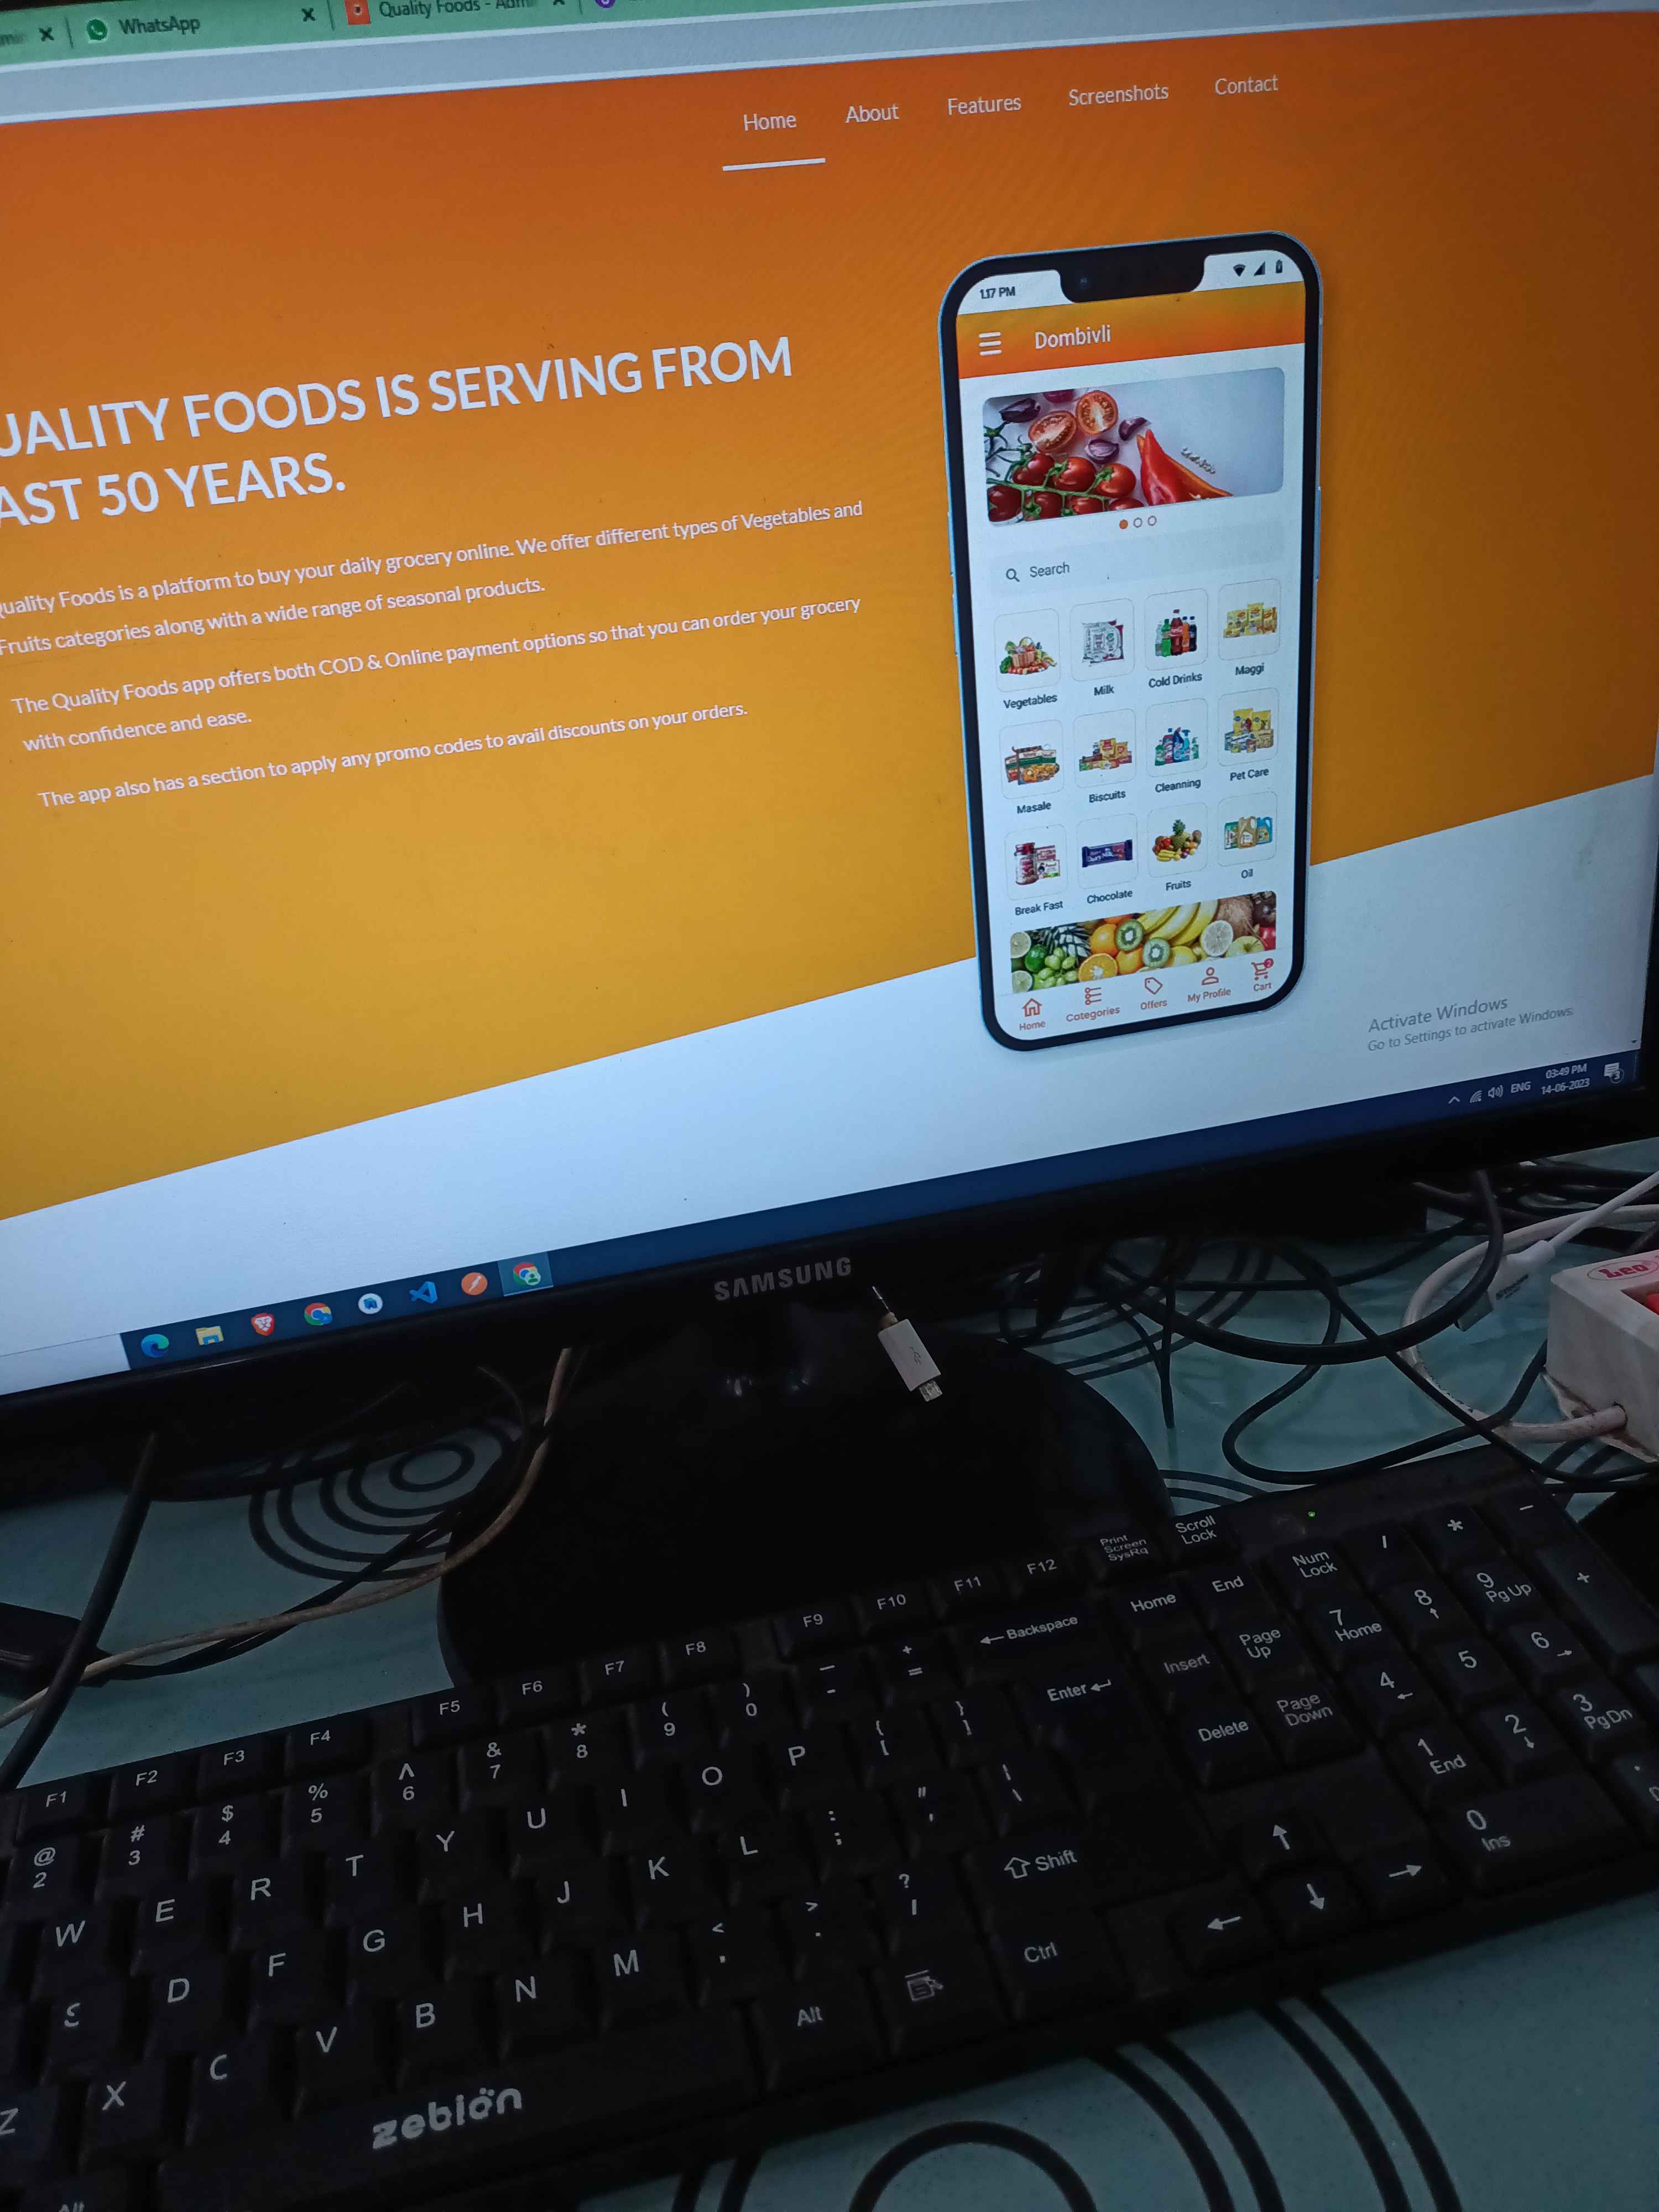 WhatsApp
Quality Foods - Adm
Home
About
Features
Screenshots
Contact
UALITY FOODS IS SERVING FROM
AST 50 YEARS.
uality Foods is a platform to buy your daily grocery online. We offer different types of Vegetables and
Fruits categories along with a wide range of seasonal products.
The Quality Foods app offers both COD & Online payment options so that you can order your grocery
with confidence and ease.
The app also has a section to apply any promo codes to avail discounts on your orders.
1:17 PM
Dombivli
Search
Vegetables
Milk
Cold Drinks
Maggi
Masale
Biscuits
Cleanning
Pet Care
Break Fast
Chocolate
Fruits
Oil
Home
Categories
Offers
My Profile
2
Cart
Activate Windows
Go to Settings to activate Windows.
ENG
03:49 PM
14-06-2023
3
SAMSUNG
Leo
Print
Screen
SysRq
Scroll
Lock
F1
F2
F3
F4
F5
F6
F7
F8
F9
F10
F11
F12
Home
End
Num
Lock
/
*
-
@
2
#
3
$
4
%
5
^
6
&
7
*
8
(
9
)
0
—
-
+
=
← Backspace
Insert
Page
Up
7
Home
8
↑
9
PgUp
+
W
E
R
T
Y
U
I
O
P
{
[
}
]
Enter ↵
Delete
Page
Down
4
←
5
6
→
S
D
F
G
H
J
K
L
:
;
"
'
|
\
1
End
2
↓
3
PgDn
Z
X
C
V
B
N
M
<
,
>
.
?
/
⇧ Shift
↑
0
Ins
.
Alt
Alt
Ctrl
←
↓
→
zeblön